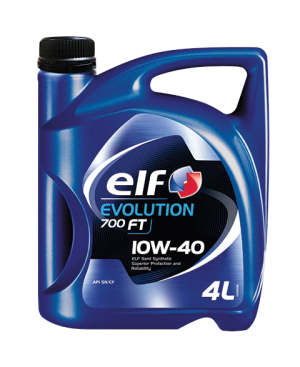 elf
EVOLUTION
700 FT
10W-40
ELF Semi Synthetic
Superior Protection and
Reliability
API SN/CF
4L